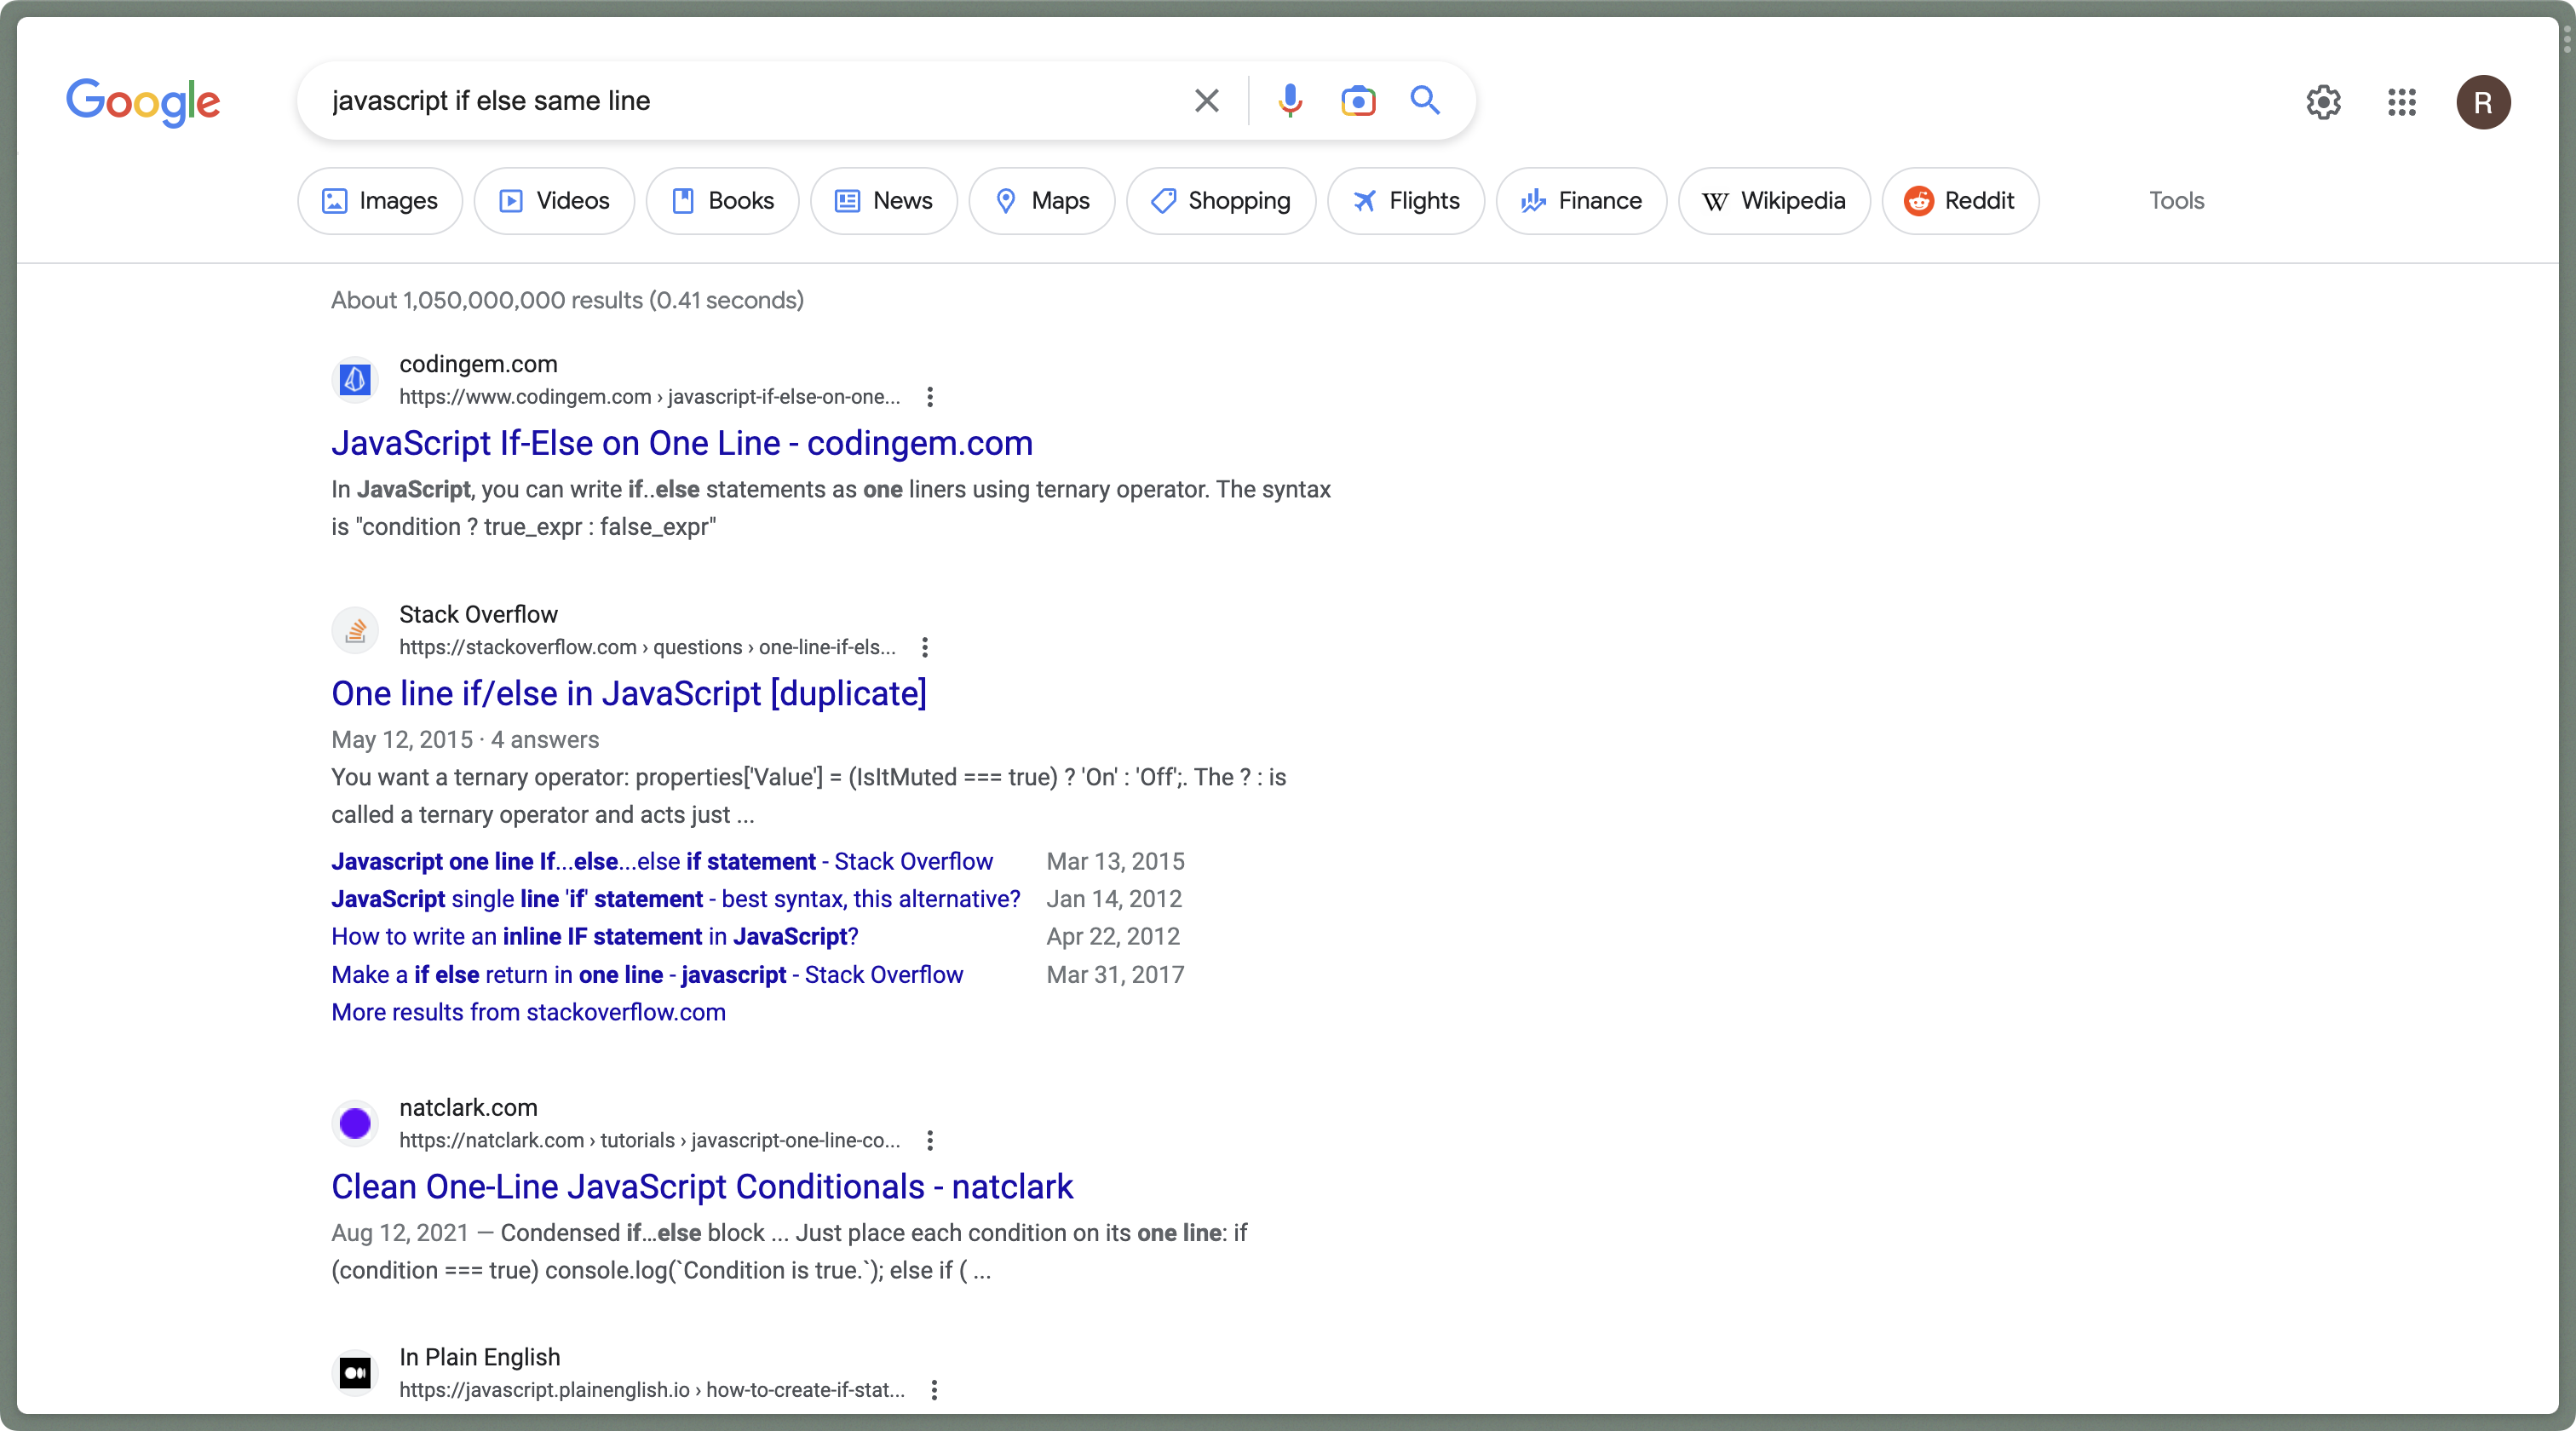 Google
javascript if else same line
R
Images
Videos
Books
News
Maps
Shopping
Flights
Finance
W Wikipedia
Reddit
Tools
About 1,050,000,000 results (0.41 seconds)
codingem.com
https://www.codingem.com › javascript-if-else-on-one...
JavaScript If-Else on One Line - codingem.com
In JavaScript, you can write if..else statements as one liners using ternary operator. The syntax
is "condition ? true_expr : false_expr"
Stack Overflow
https://stackoverflow.com › questions › one-line-if-els...
One line if/else in JavaScript [duplicate]
May 12, 2015 · 4 answers
You want a ternary operator: properties['Value'] = (IsItMuted === true) ? 'On' : 'Off';. The ? : is
called a ternary operator and acts just ...
Javascript one line If...else...else if statement - Stack Overflow Mar 13, 2015
JavaScript single line 'if' statement - best syntax, this alternative? Jan 14, 2012
How to write an inline IF statement in JavaScript? Apr 22, 2012
Make a if else return in one line - javascript - Stack Overflow Mar 31, 2017
More results from stackoverflow.com
natclark.com
https://natclark.com › tutorials › javascript-one-line-co...
Clean One-Line JavaScript Conditionals - natclark
Aug 12, 2021 — Condensed if…else block ... Just place each condition on its one line: if
(condition === true) console.log(`Condition is true.`); else if ( ...
In Plain English
https://javascript.plainenglish.io › how-to-create-if-stat...